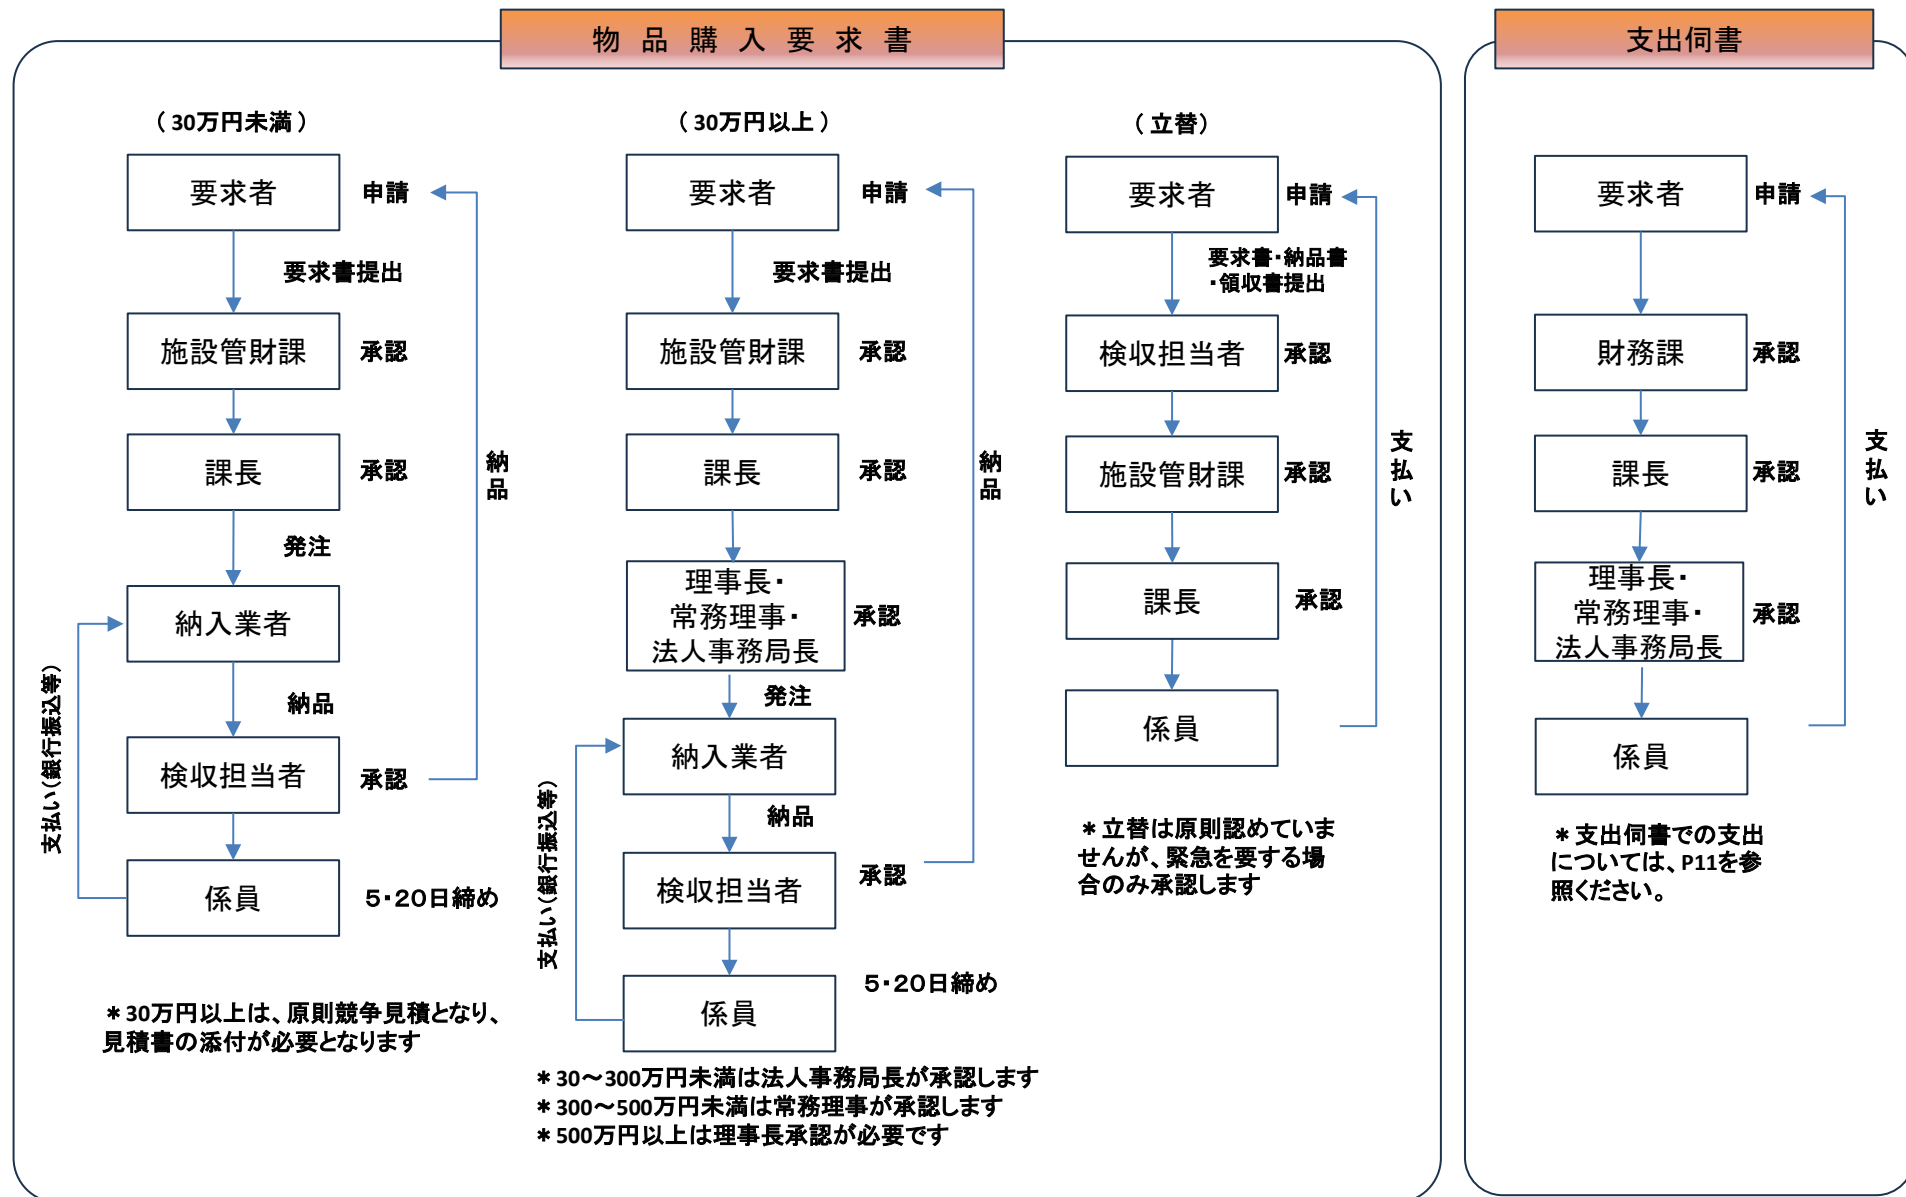 物品購入要求書
（30万円未満）
要求者
申請
要求書提出
施設管財課
承認
課長
承認
発注
納入業者
納品
検収担当者
承認
係員
5・20日締め
納品
支払い(銀行振込等)
＊30万円以上は、原則競争見積となり、
見積書の添付が必要となります
（30万円以上）
要求者
申請
要求書提出
施設管財課
承認
課長
承認
理事長・
常務理事・
法人事務局長
承認
発注
納入業者
納品
検収担当者
承認
係員
5・20日締め
納品
支払い(銀行振込等)
＊30～300万円未満は法人事務局長が承認します
＊300～500万円未満は常務理事が承認します
＊500万円以上は理事長承認が必要です
（立替）
要求者
申請
要求書・納品書
・領収書提出
検収担当者
承認
施設管財課
承認
課長
承認
係員
支払い
＊立替は原則認めていま
せんが、緊急を要する場
合のみ承認します
支出伺書
要求者
申請
財務課
承認
課長
承認
理事長・
常務理事・
法人事務局長
承認
係員
支払い
＊支出伺書での支出
については、P11を参
照ください。